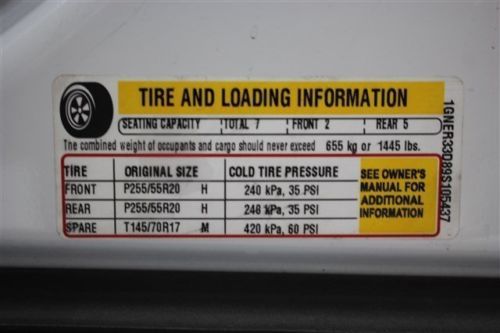 TIRE AND LOADING INFORMATION
SEATING CAPACITY TOTAL 7 FRONT 2 REAR 5
The combined weight of occupants and cargo should never exceed 655 kg or 1445 lbs.
TIRE ORIGINAL SIZE COLD TIRE PRESSURE
FRONT P255/55R20 H 240 kPa, 35 PSI
REAR P255/55R20 H 240 kPa, 35 PSI
SPARE T145/70R17 M 420 kPa, 60 PSI
SEE OWNER'S
MANUAL FOR
ADDITIONAL
INFORMATION
1GNER33D89S105437